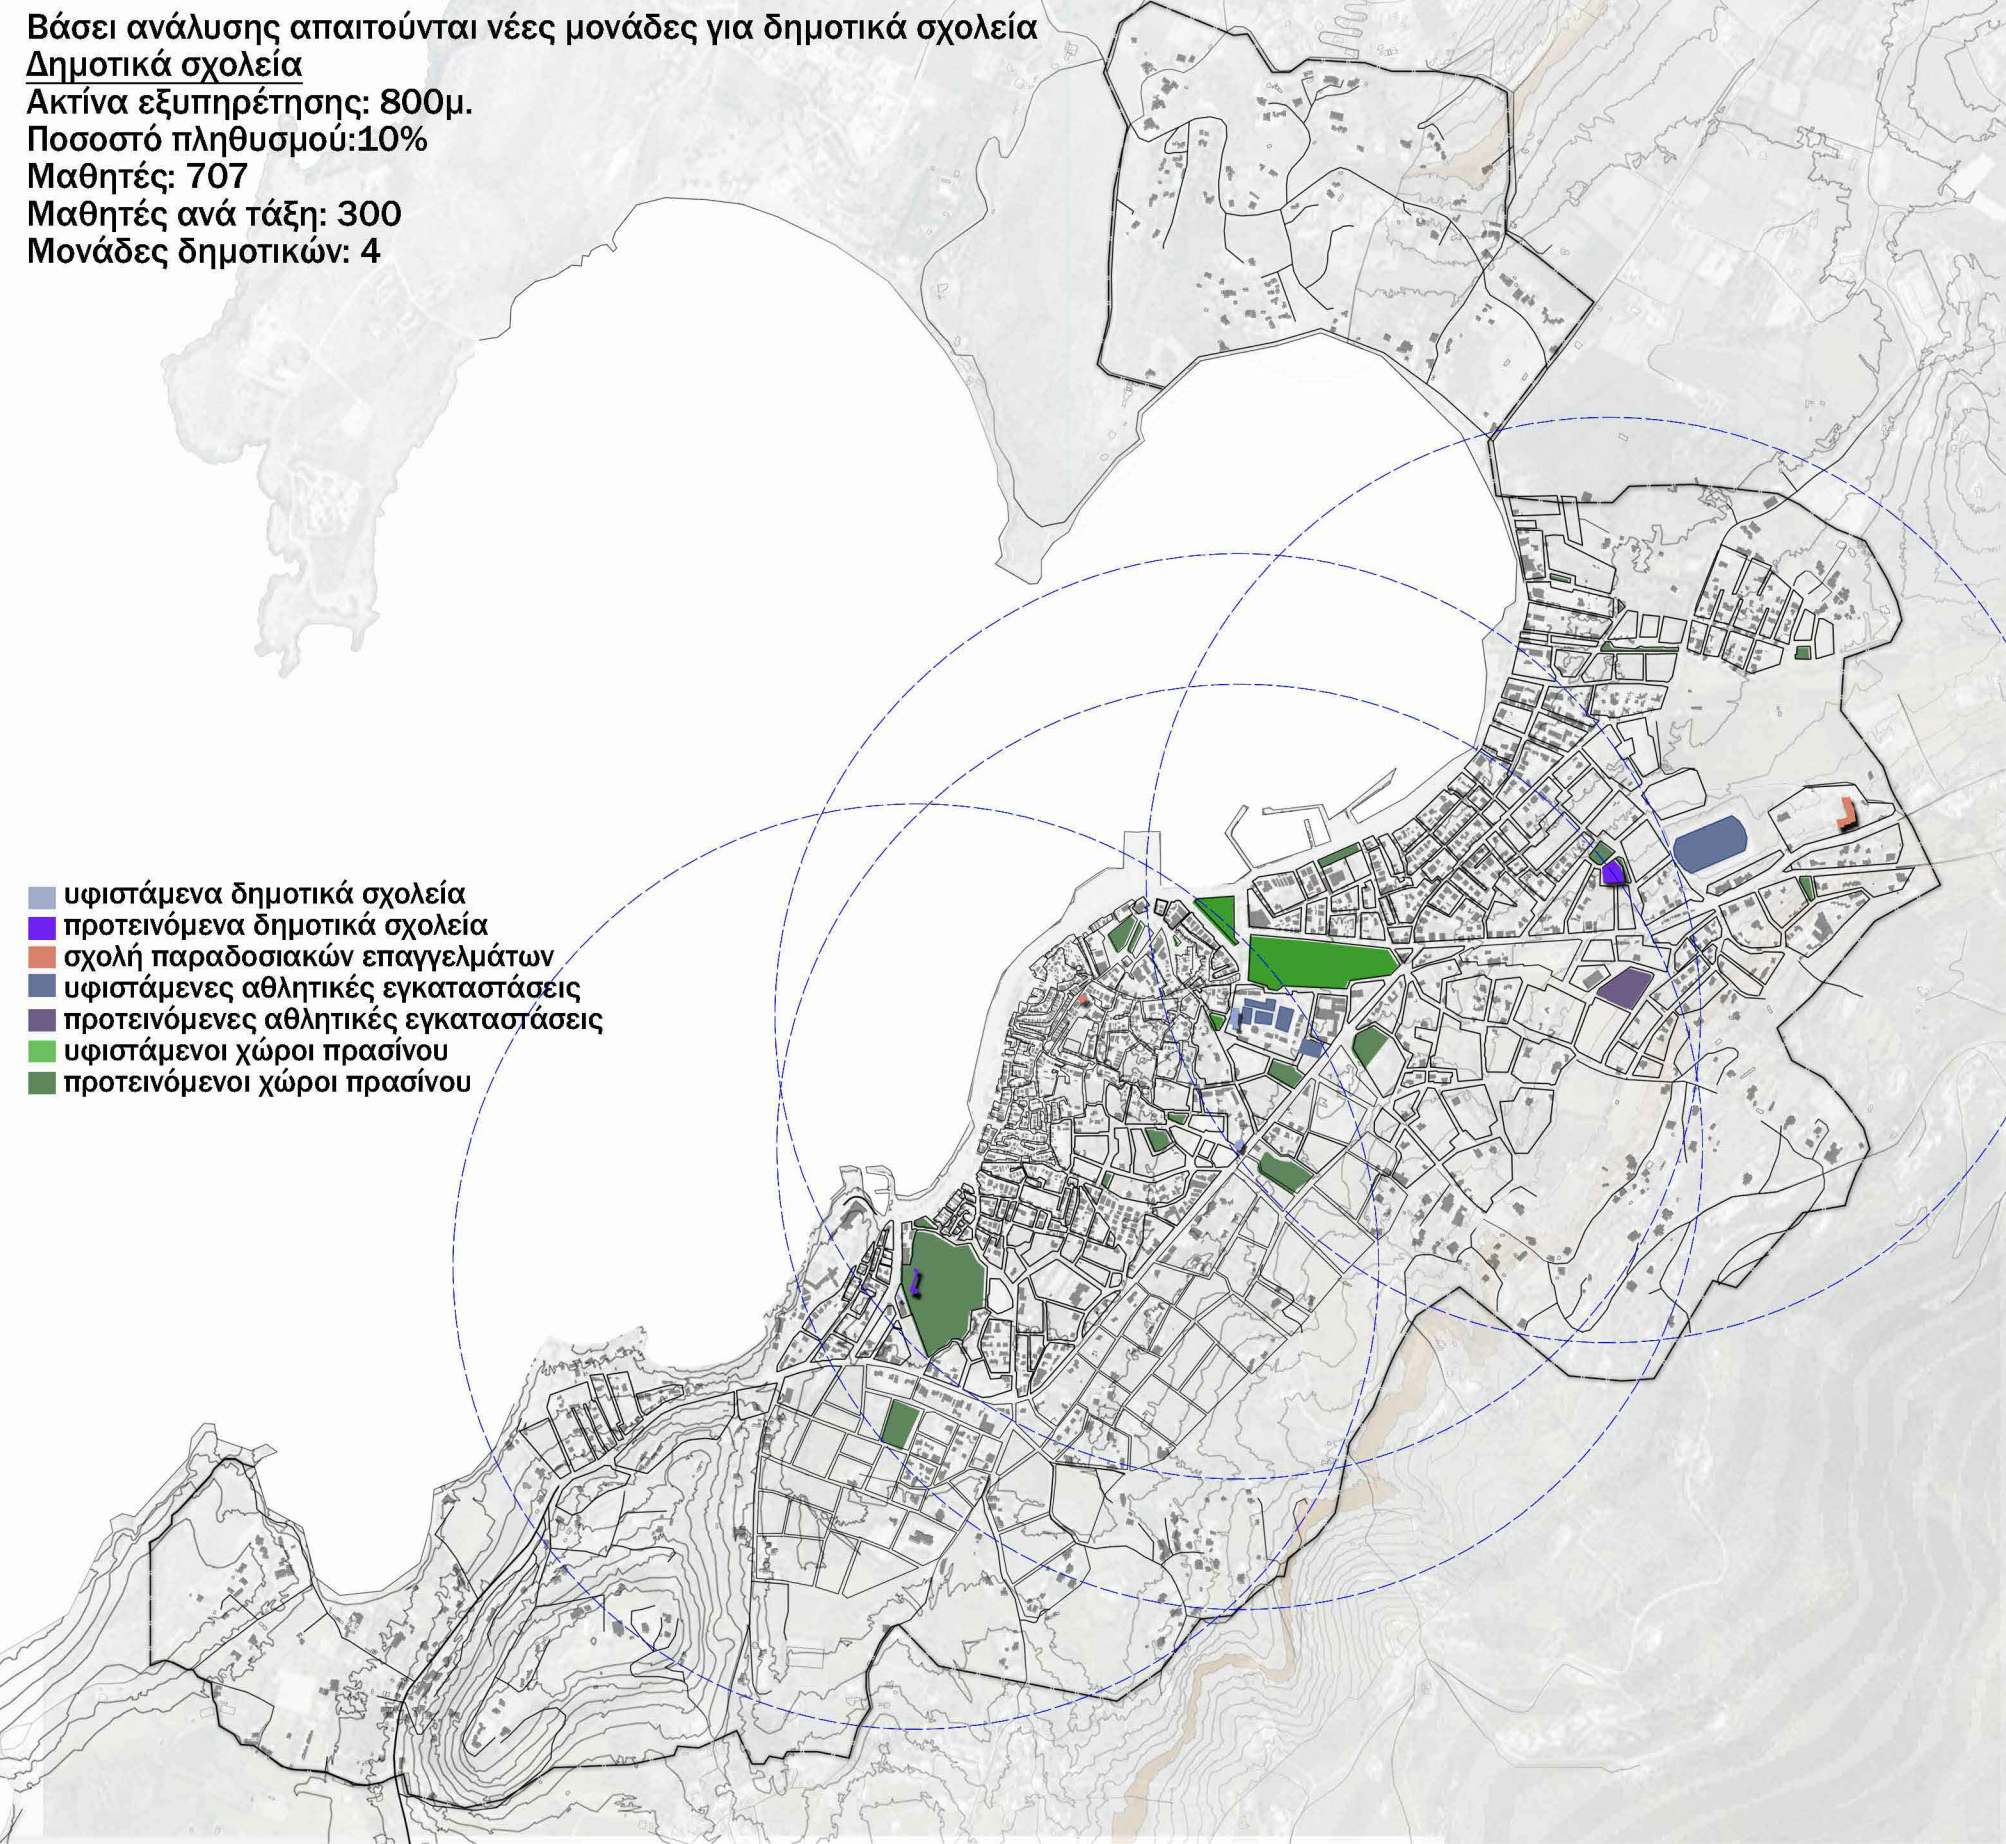 Βάσει ανάλυσης απαιτούνται νέες μονάδες για δημοτικά σχολεία
Δημοτικά σχολεία
Ακτίνα εξυπηρέτησης: 800μ.
Ποσοστό πληθυσμού:10%
Μαθητές: 707
Μαθητές ανά τάξη: 300
Μονάδες δημοτικών: 4
υφιστάμενα δημοτικά σχολεία
προτεινόμενα δημοτικά σχολεία
σχολή παραδοσιακών επαγγελμάτων
υφιστάμενες αθλητικές εγκαταστάσεις
προτεινόμενες αθλητικές εγκαταστάσεις
υφιστάμενοι χώροι πρασίνου
προτεινόμενοι χώροι πρασίνου